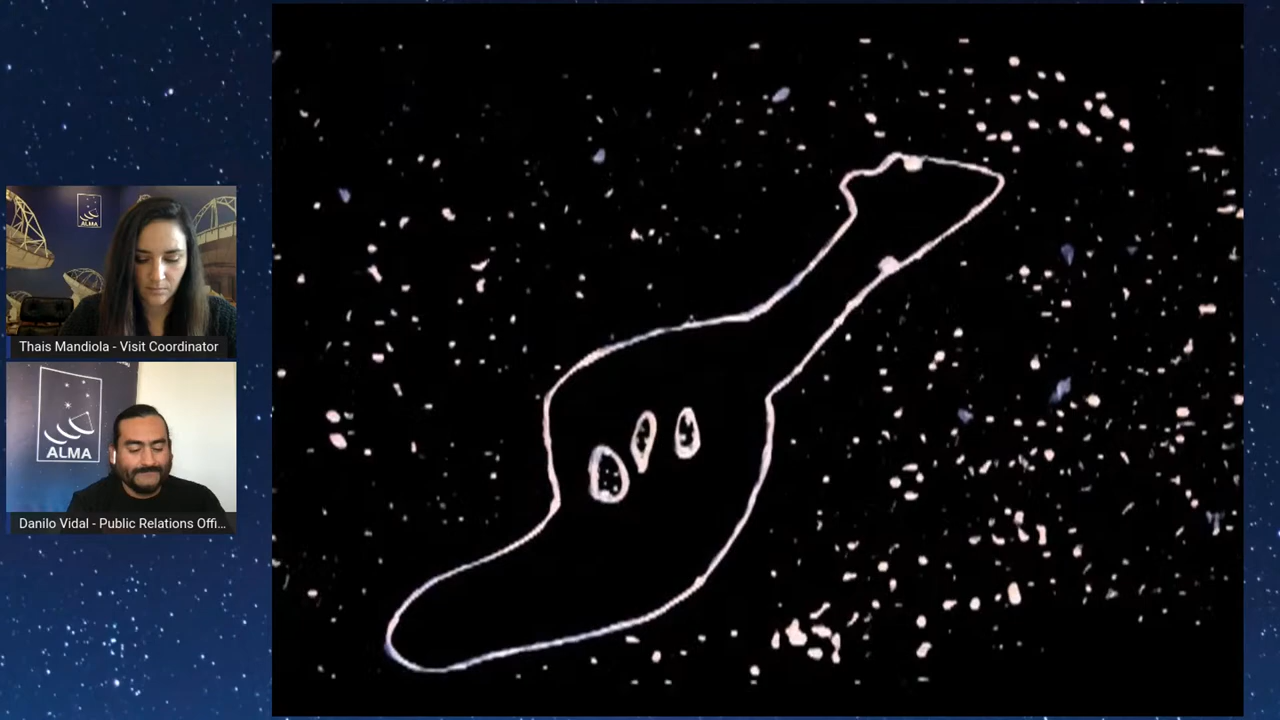 ALMA
Thais Mandiola - Visit Coordinator
ALMA
Danilo Vidal - Public Relations Offi...